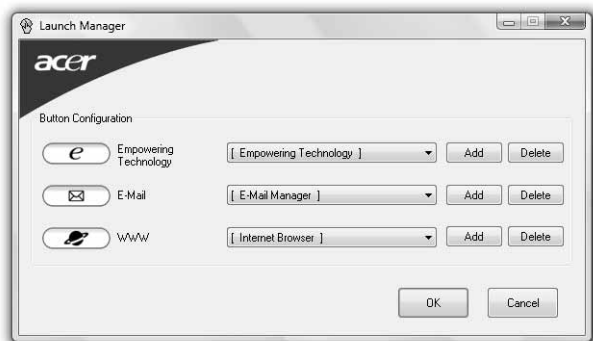 Launch Manager
acer
Button Configuration
e Empowering Technology [ Empowering Technology ] Add Delete
E-Mail [ E-Mail Manager ] Add Delete
WWW [ Internet Browser ] Add Delete
OK Cancel